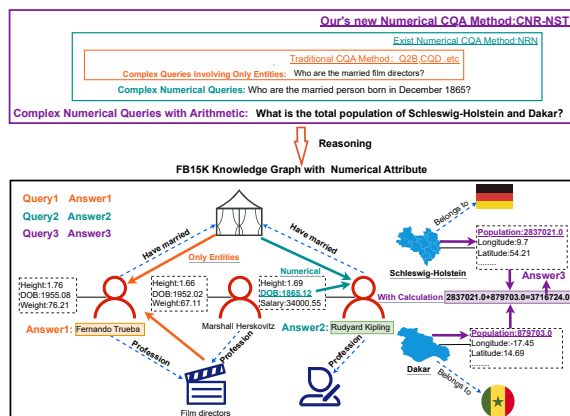 Our's new Numerical CQA Method:CNR-NST
Exist Numerical CQA Method:NRN
Traditional CQA Method: Q2B,CQD .etc
Complex Queries Involving Only Entities: Who are the married film directors?
Complex Numerical Queries: Who are the married person born in December 1865?
Complex Numerical Queries with Arithmetic: What is the total population of Schleswig-Holstein and Dakar?
Reasoning
FB15K Knowledge Graph with Numerical Attribute
Query1 Answer1
Query2 Answer2
Query3 Answer3
Have married
Have married
Only Entities
Belongs to
Population:2837021.0
Longitude:9.7
Latitude:54.21
........
Schleswig-Holstein
Height:1.76
DOB:1955.08
Weight:76.21
Height:1.66
DOB:1952.02
Weight:67.11
Numerical
Height:1.69
DOB:1865.12
Salary:34000.55
Answer3
With Calculation
2837021.0+879703.0=3716724.0
Answer1:
Fernando Trueba
Marshall Herskovitz
Answer2:
Rudyard Kipling
Population:879703.0
Longitude:-17.45
Latitude:14.69
........
Dakar
Profession
Profession
Profession
Belongs to
Film directors